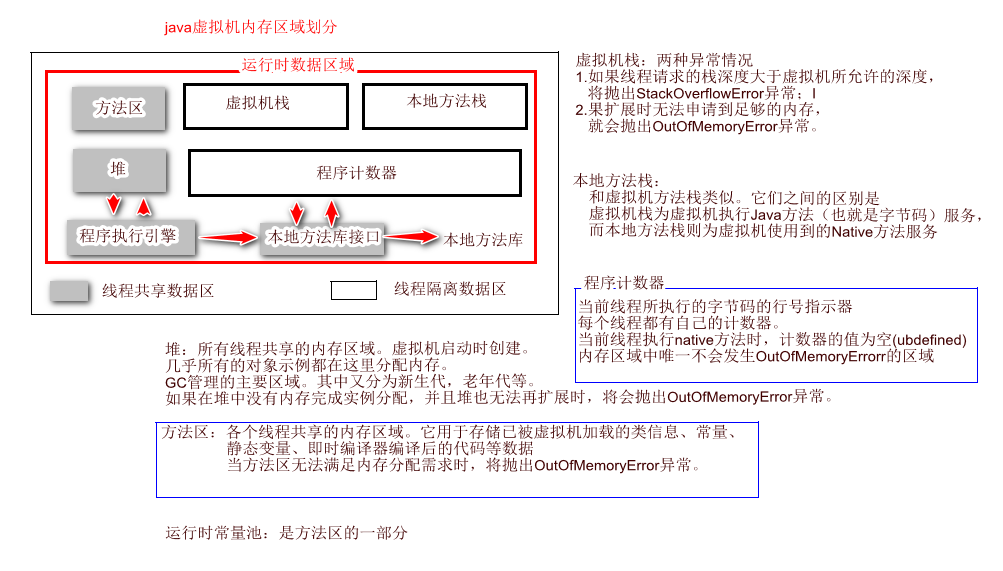 java虚拟机内存区域划分
运行时数据区域
方法区
虚拟机栈
本地方法栈
堆
程序计数器
程序执行引擎
本地方法库接口
本地方法库
线程共享数据区
线程隔离数据区
虚拟机栈：两种异常情况
1.如果线程请求的栈深度大于虚拟机所允许的深度，
将抛出StackOverflowError异常；I
2.果扩展时无法申请到足够的内存，
就会抛出OutOfMemoryError异常。
本地方法栈：
和虚拟机方法栈类似。它们之间的区别是
虚拟机栈为虚拟机执行Java方法（也就是字节码）服务，
而本地方法栈则为虚拟机使用到的Native方法服务
程序计数器
当前线程所执行的字节码的行号指示器
每个线程都有自己的计数器。
当前线程执行native方法时，计数器的值为空(ubdefined)
内存区域中唯一不会发生OutOfMemoryErrorr的区域
堆：所有线程共享的内存区域。虚拟机启动时创建。
几乎所有的对象示例都在这里分配内存。
GC管理的主要区域。其中又分为新生代，老年代等。
如果在堆中没有内存完成实例分配，并且堆也无法再扩展时，将会抛出OutOfMemoryError异常。
方法区：各个线程共享的内存区域。它用于存储已被虚拟机加载的类信息、常量、
静态变量、即时编译器编译后的代码等数据
当方法区无法满足内存分配需求时，将抛出OutOfMemoryError异常。
运行时常量池：是方法区的一部分